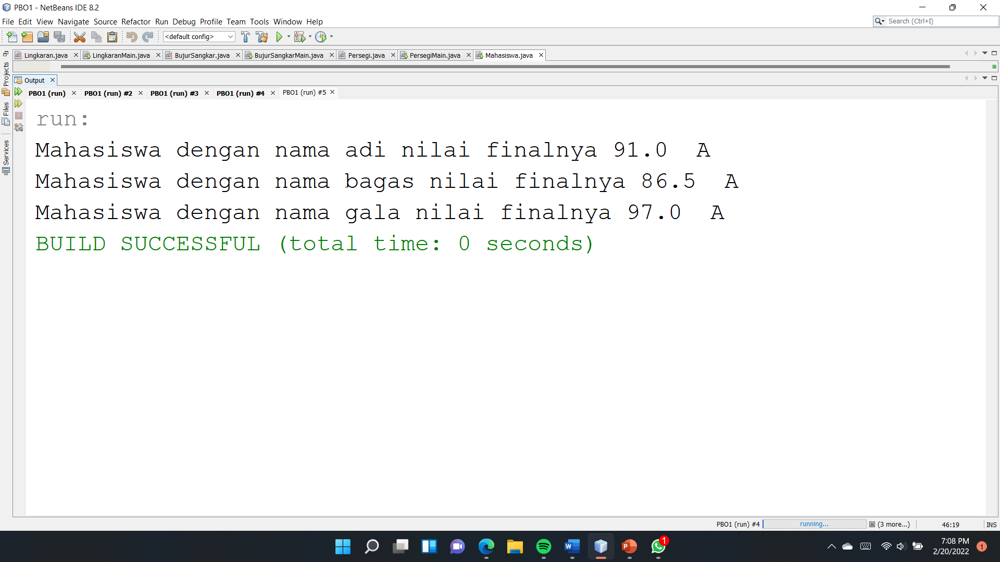 PBO1 - NetBeans IDE 8.2
File Edit View Navigate Source Refactor Run Debug Profile Team Tools Window Help
Search (Ctrl+I)
<default config>
Lingkaran.java LingkaranMain.java BujurSangkar.java BujurSangkarMain.java Persegi.java PersegiMain.java Mahasiswa.java
Projects
Files
Services
Output
PBO1 (run) PBO1 (run) #2 PBO1 (run) #3 PBO1 (run) #4 PBO1 (run) #5
run:
Mahasiswa dengan nama adi nilai finalnya 91.0  A
Mahasiswa dengan nama bagas nilai finalnya 86.5  A
Mahasiswa dengan nama gala nilai finalnya 97.0  A
BUILD SUCCESSFUL (total time: 0 seconds)
PBO1 (run) #4 running... (3 more...) 46:19 INS
1
7:08 PM
2/20/2022
1